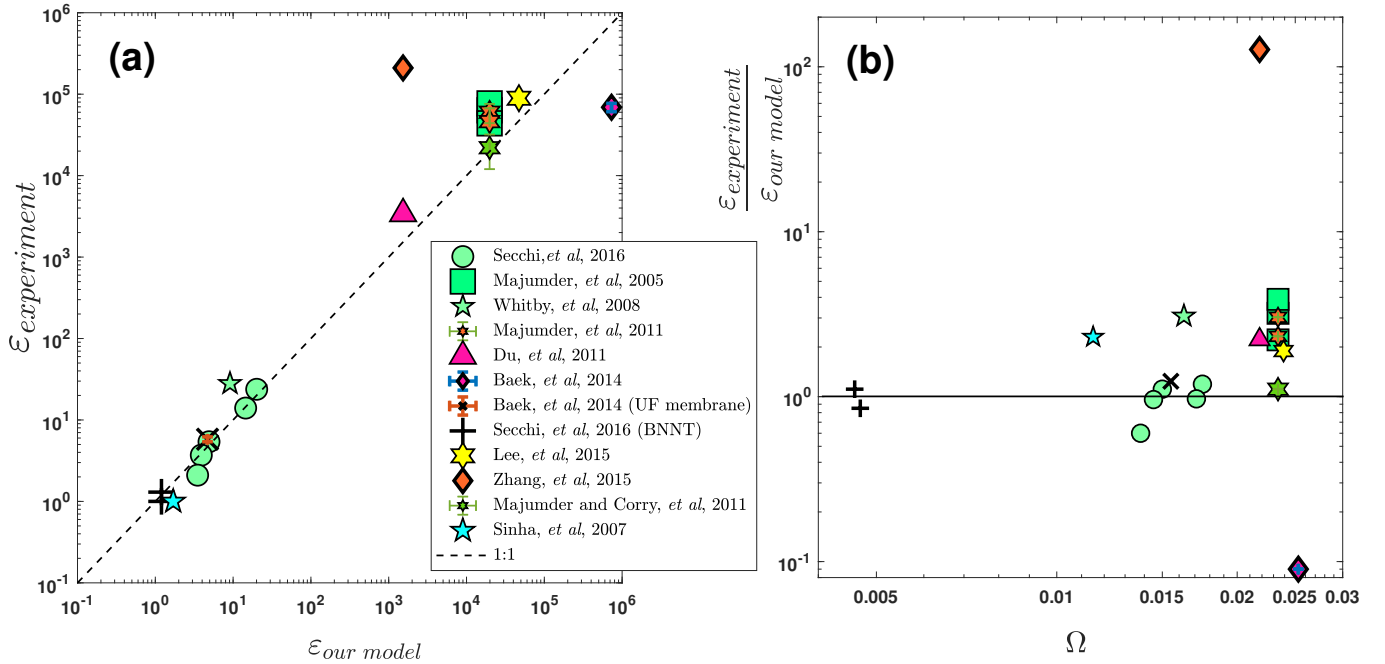 (a)
10^6
10^5
10^4
10^3
10^2
10^1
10^0
10^-1
ε_experiment
10^-1 10^0 10^1 10^2 10^3 10^4 10^5 10^6
ε_our model
Secchi,et al, 2016
Majumder, et al, 2005
Whitby, et al, 2008
Majumder, et al, 2011
Du, et al, 2011
Baek, et al, 2014
Baek, et al, 2014 (UF membrane)
Secchi, et al, 2016 (BNNT)
Lee, et al, 2015
Zhang, et al, 2015
Majumder and Corry, et al, 2011
Sinha, et al, 2007
1:1
(b)
ε_experiment
ε_our model
10^2
10^1
10^0
10^-1
0.005 0.01 0.015 0.02 0.025 0.03
Ω